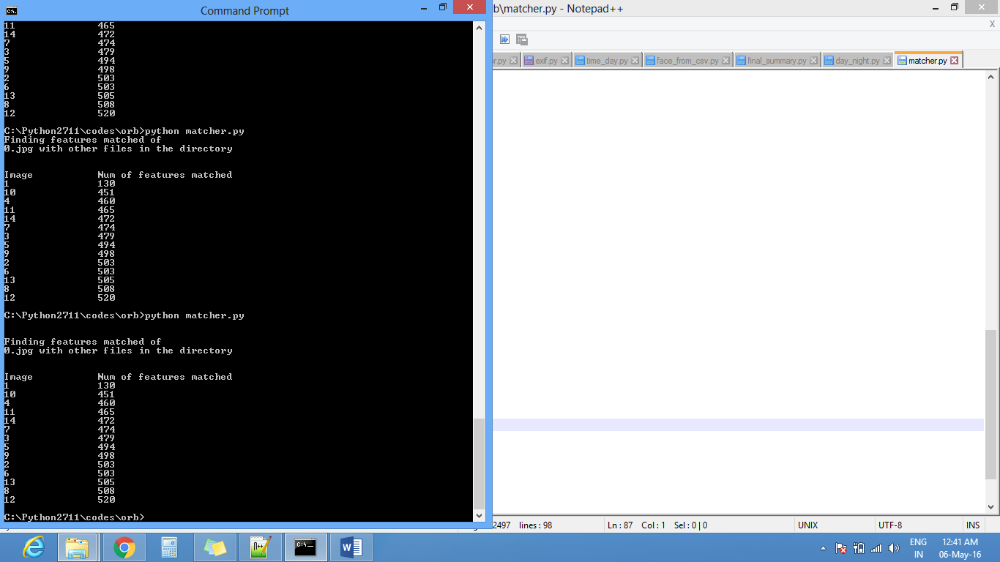 Command Prompt
11 465
14 472
7 474
3 479
5 494
9 498
2 503
6 503
13 505
8 508
12 520
C:\Python2711\codes\orb>python matcher.py
Finding features matched of
0.jpg with other files in the directory
Image Num of features matched
1 130
10 451
4 460
11 465
14 472
7 474
3 479
5 494
9 498
2 503
6 503
13 505
8 508
12 520
C:\Python2711\codes\orb>python matcher.py
Finding features matched of
0.jpg with other files in the directory
Image Num of features matched
1 130
10 451
4 460
11 465
14 472
7 474
3 479
5 494
9 498
2 503
6 503
13 505
8 508
12 520
C:\Python2711\codes\orb>
rb\matcher.py - Notepad++
X
er.py exif.py time_day.py face_from_csv.py final_summary.py day_night.py matcher.py
2497 lines : 98 Ln : 87 Col : 1 Sel : 0 | 0 UNIX UTF-8 INS
ENG 12:41 AM
IN 06-May-16